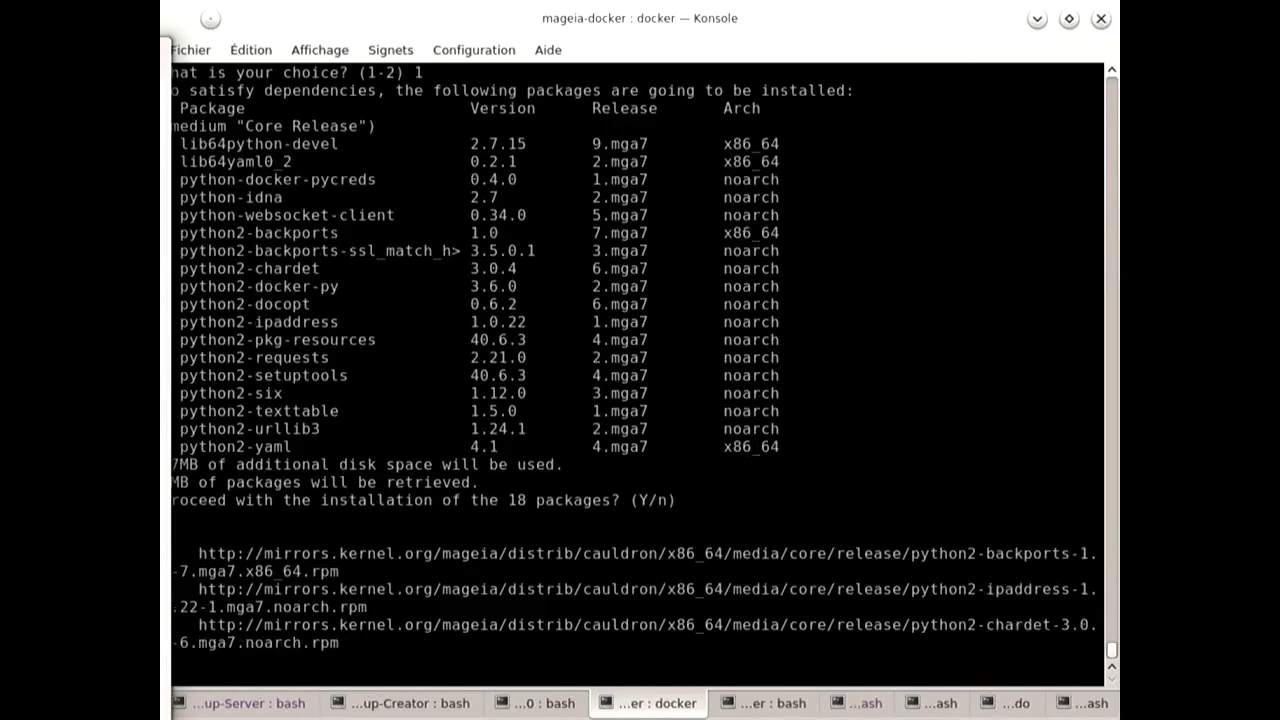 mageia-docker : docker — Konsole
Fichier Édition Affichage Signets Configuration Aide
hat is your choice? (1-2) 1
o satisfy dependencies, the following packages are going to be installed:
Package Version Release Arch
medium "Core Release")
lib64python-devel 2.7.15 9.mga7 x86_64
lib64yaml0_2 0.2.1 2.mga7 x86_64
python-docker-pycreds 0.4.0 1.mga7 noarch
python-idna 2.7 2.mga7 noarch
python-websocket-client 0.34.0 5.mga7 noarch
python2-backports 1.0 7.mga7 x86_64
python2-backports-ssl_match_h> 3.5.0.1 3.mga7 noarch
python2-chardet 3.0.4 6.mga7 noarch
python2-docker-py 3.6.0 2.mga7 noarch
python2-docopt 0.6.2 6.mga7 noarch
python2-ipaddress 1.0.22 1.mga7 noarch
python2-pkg-resources 40.6.3 4.mga7 noarch
python2-requests 2.21.0 2.mga7 noarch
python2-setuptools 40.6.3 4.mga7 noarch
python2-six 1.12.0 3.mga7 noarch
python2-texttable 1.5.0 1.mga7 noarch
python2-urllib3 1.24.1 2.mga7 noarch
python2-yaml 4.1 4.mga7 x86_64
7MB of additional disk space will be used.
MB of packages will be retrieved.
roceed with the installation of the 18 packages? (Y/n)
http://mirrors.kernel.org/mageia/distrib/cauldron/x86_64/media/core/release/python2-backports-1.
-7.mga7.x86_64.rpm
http://mirrors.kernel.org/mageia/distrib/cauldron/x86_64/media/core/release/python2-ipaddress-1.
.22-1.mga7.noarch.rpm
http://mirrors.kernel.org/mageia/distrib/cauldron/x86_64/media/core/release/python2-chardet-3.0.
-6.mga7.noarch.rpm
...up-Server : bash ...up-Creator : bash ...0 : bash ...er : docker ...er : bash ...ash ...ash ...do ...ash